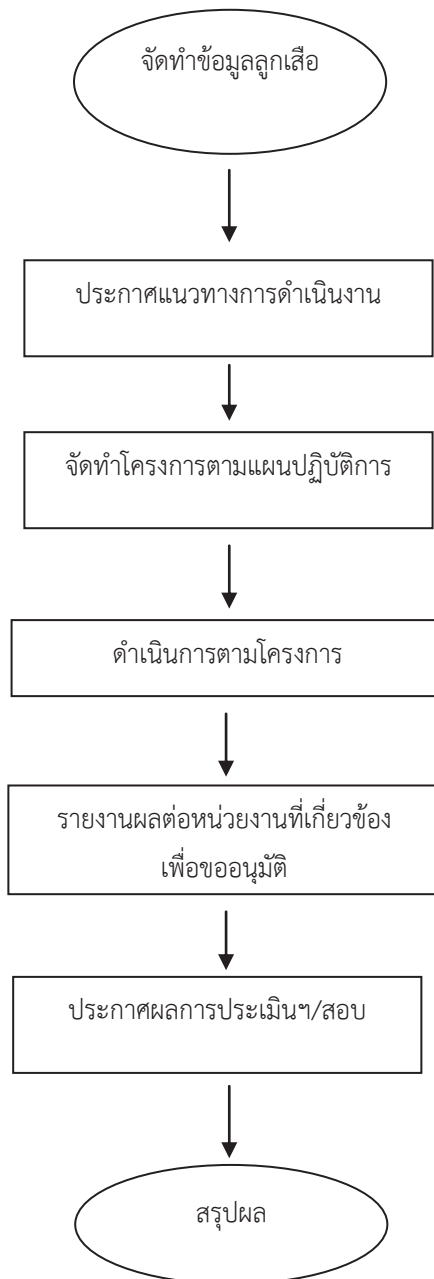 จัดทำข้อมูลลูกเสือ
ประกาศแนวทางการดำเนินงาน
จัดทำโครงการตามแผนปฏิบัติการ
ดำเนินการตามโครงการ
รายงานผลต่อหน่วยงานที่เกี่ยวข้อง
เพื่อขออนุมัติ
ประกาศผลการประเมินฯ/สอบ
สรุปผล